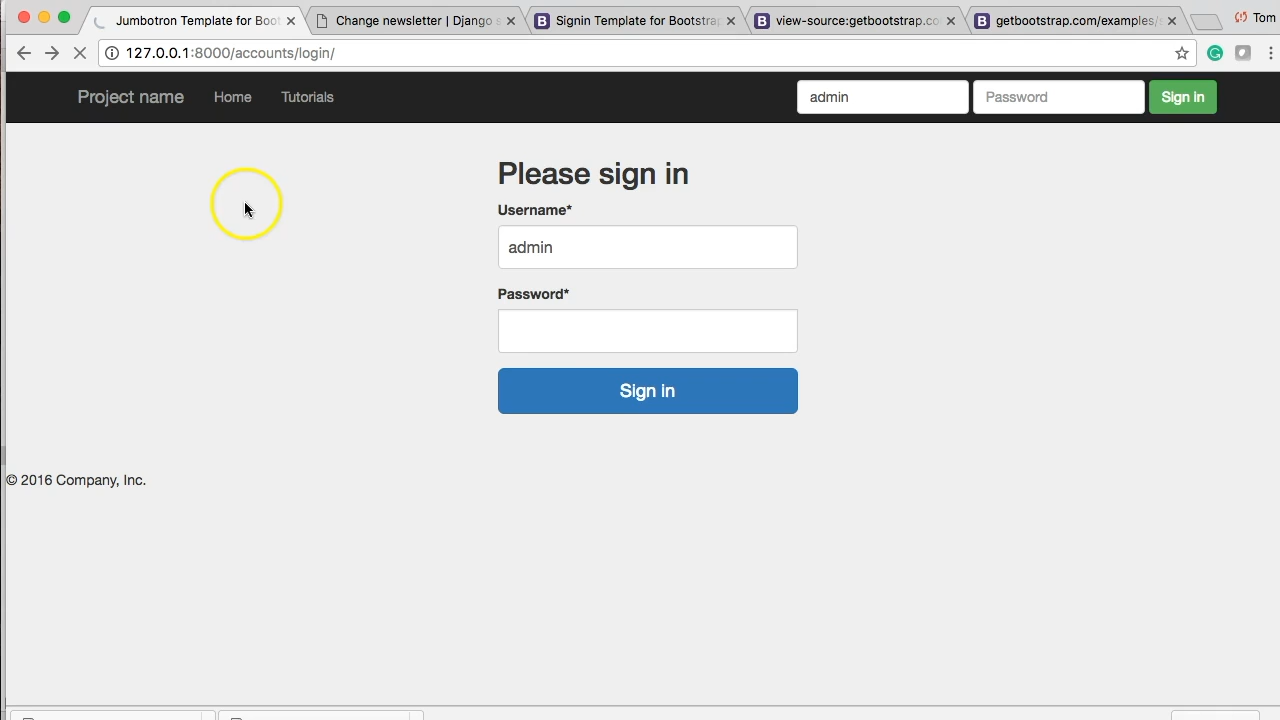 Jumbotron Template for Boot
Change newsletter | Django
Signin Template for Bootstrap
view-source:getbootstrap.co
getbootstrap.com/examples/
Tom
127.0.0.1:8000/accounts/login/
Project name Home Tutorials admin Password Sign in
Please sign in
Username*
admin
Password*
Sign in
© 2016 Company, Inc.